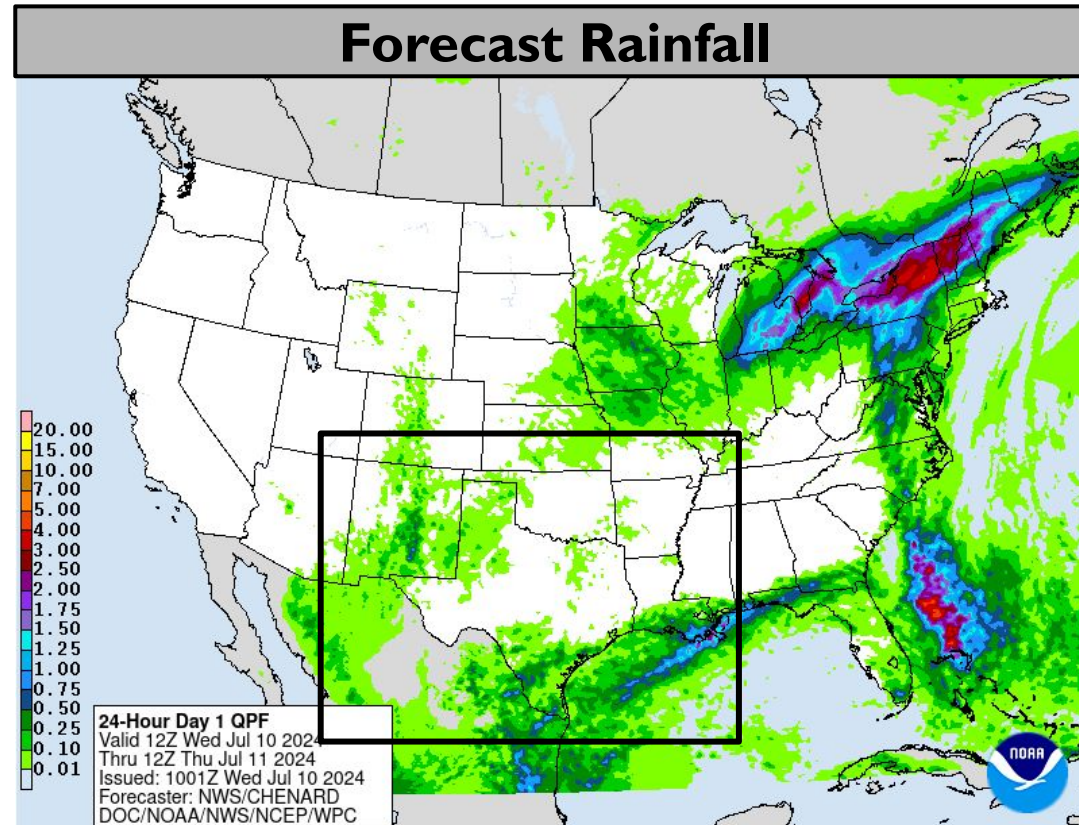 Forecast Rainfall
20.00
15.00
10.00
7.00
5.00
4.00
3.00
2.50
2.00
1.75
1.50
1.25
1.00
0.75
0.50
0.25
0.10
0.01
24-Hour Day 1 QPF
Valid 12Z Wed Jul 10 2024
Thru 12Z Thu Jul 11 2024
Issued: 1001Z Wed Jul 10 2024
Forecaster: NWS/CHENARD
DOC/NOAA/NWS/NCEP/WPC
NOAA